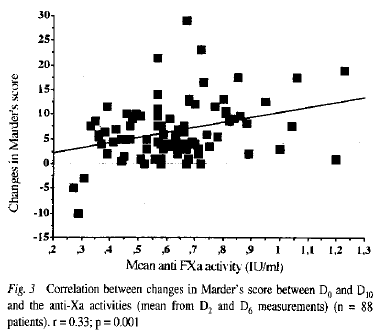 30
25
20
15
10
5
0
-5
-10
-15
Changes in Marder's score
,2 ,3 ,4 ,5 ,6 ,7 ,8 ,9 1 1,1 1,2 1,3
Mean anti FXa activity (IU/ml)
Fig. 3 Correlation between changes in Marder's score between D0 and D10
and the anti-Xa activities (mean from D2 and D6 measurements) (n = 88
patients). r = 0.33; p = 0.001